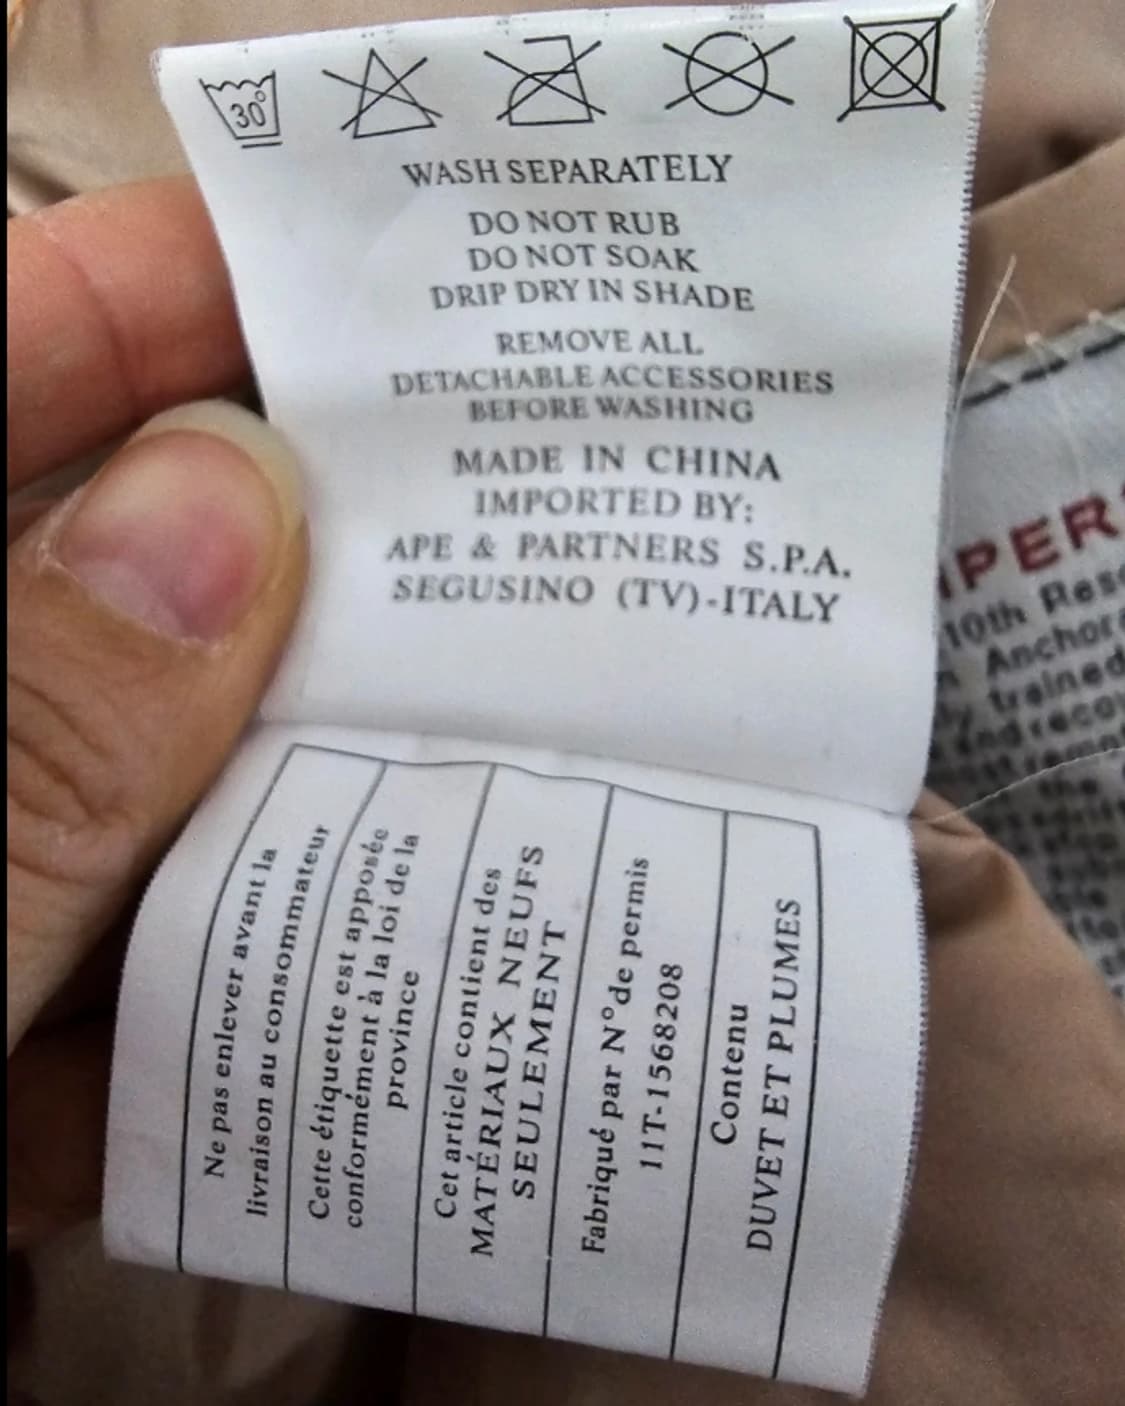 30°
WASH SEPARATELY
DO NOT RUB
DO NOT SOAK
DRIP DRY IN SHADE
REMOVE ALL
DETACHABLE ACCESSORIES
BEFORE WASHING
MADE IN CHINA
IMPORTED BY:
APE & PARTNERS S.P.A.
SEGUSINO (TV)-ITALY
Ne pas enlever avant la
livraison au consommateur
Cette étiquette est apposée
conformément à la loi de la
province
Cet article contient des
MATÉRIAUX NEUFS
SEULEMENT
Fabriqué par N° de permis
11T-1568208
Contenu
DUVET ET PLUMES
10th
trained